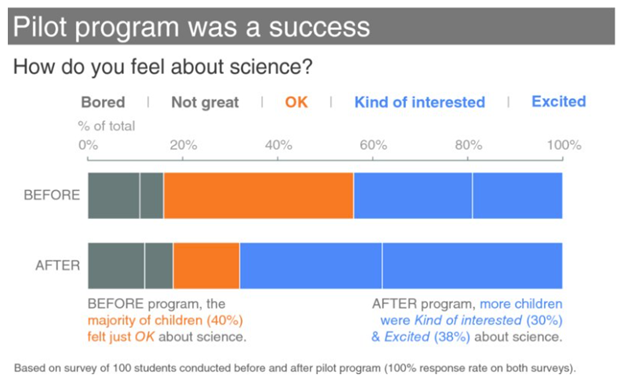 Pilot program was a success
How do you feel about science?
Bored | Not great | OK | Kind of interested | Excited
% of total
0% 20% 40% 60% 80% 100%
BEFORE
AFTER
BEFORE program, the
majority of children (40%)
felt just OK about science.
AFTER program, more children
were Kind of interested (30%)
& Excited (38%) about science.
Based on survey of 100 students conducted before and after pilot program (100% response rate on both surveys).